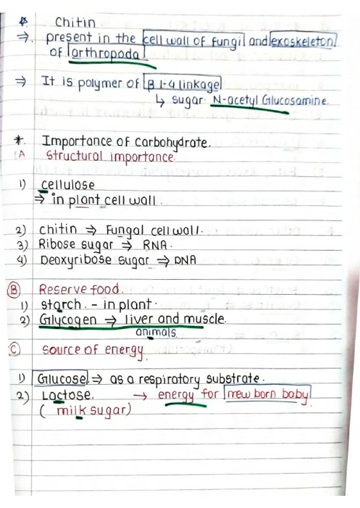 * Chitin
⇒ present in the cell wall of fungi and exoskeleton
of arthropoda
⇒ It is polymer of β 1-4 linkage
↳ sugar N-acetyl Glucosamine
* Importance of carbohydrate.
(A structural importance
1) cellulose
⇒ in plant cell wall.
2) chitin ⇒ Fungal cell wall.
3) Ribose sugar ⇒ RNA.
4) Deoxyribose sugar ⇒ DNA
(B) Reserve food.
1) starch. - in plant.
2) Glycogen ⇒ liver and muscle.
animals.
(C) source of energy
1) Glucose ⇒ as a respiratory substrate.
2) Lactose. → energy for new born baby
( milk sugar)